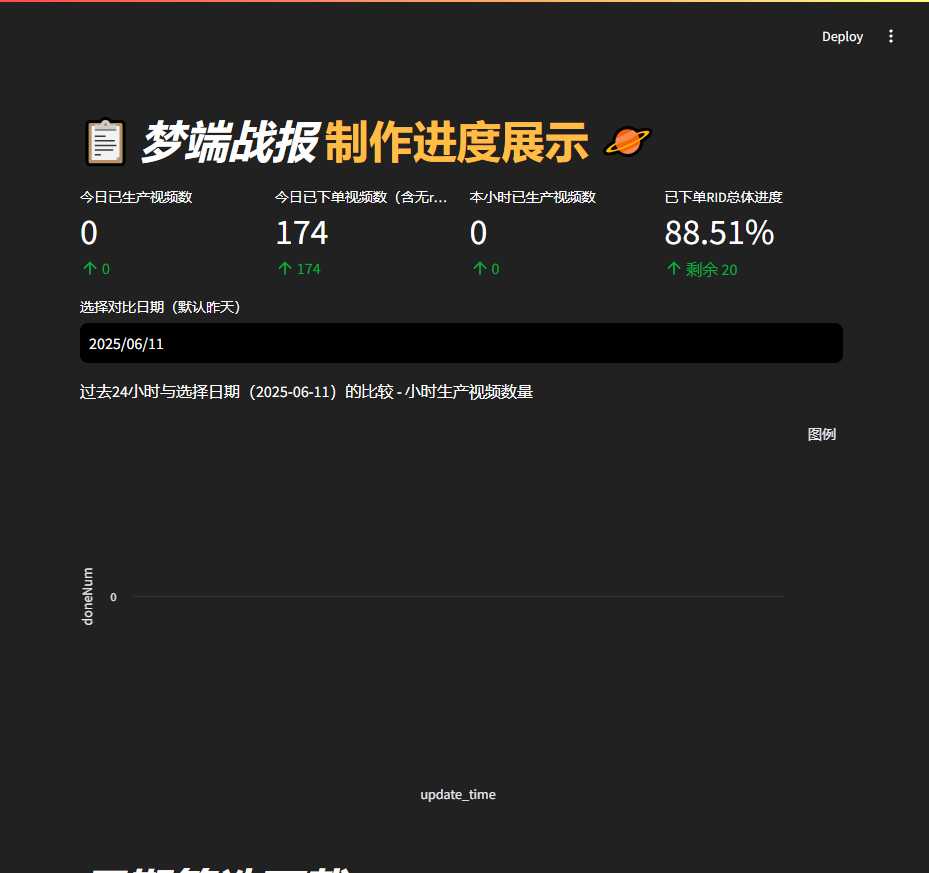 Deploy
梦端战报制作进度展示
今日已生产视频数
0
0
今日已下单视频数（含无r...
174
174
本小时已生产视频数
0
0
已下单RID总体进度
88.51%
剩余 20
选择对比日期（默认昨天）
2025/06/11
过去24小时与选择日期（2025-06-11）的比较 - 小时生产视频数量
图例
doneNum
0
update_time